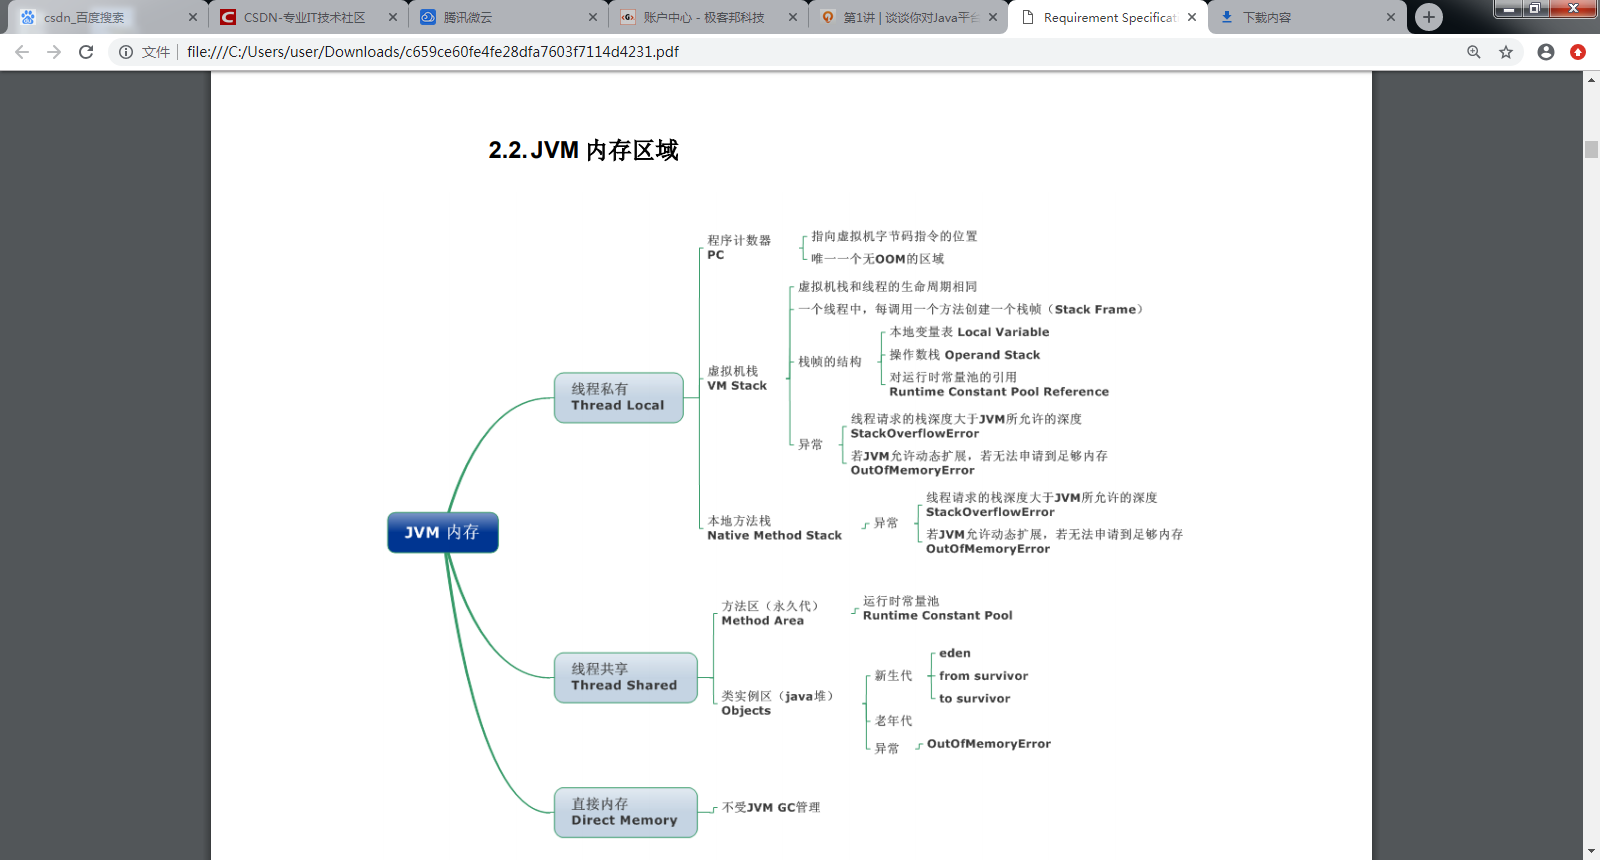 csdn_百度搜索
CSDN-专业IT技术社区
腾讯微云
账户中心 - 极客邦科技
第1讲 | 谈谈你对Java平台
Requirement Specificat
下载内容
文件
file:///C:/Users/user/Downloads/c659ce60fe4fe28dfa7603f7114d4231.pdf
2.2. JVM 内存区域
程序计数器
PC
指向虚拟机字节码指令的位置
唯一一个无OOM的区域
虚拟机栈和线程的生命周期相同
一个线程中，每调用一个方法创建一个栈帧（Stack Frame）
本地变量表 Local Variable
虚拟机栈
VM Stack
栈帧的结构
操作数栈 Operand Stack
对运行时常量池的引用
Runtime Constant Pool Reference
线程私有
Thread Local
异常
线程请求的栈深度大于JVM所允许的深度
StackOverflowError
若JVM允许动态扩展，若无法申请到足够内存
OutOfMemoryError
本地方法栈
Native Method Stack
异常
线程请求的栈深度大于JVM所允许的深度
StackOverflowError
若JVM允许动态扩展，若无法申请到足够内存
OutOfMemoryError
JVM 内存
方法区（永久代）
Method Area
运行时常量池
Runtime Constant Pool
线程共享
Thread Shared
类实例区（java堆）
Objects
新生代
eden
from survivor
to survivor
老年代
异常
OutOfMemoryError
直接内存
Direct Memory
不受JVM GC管理